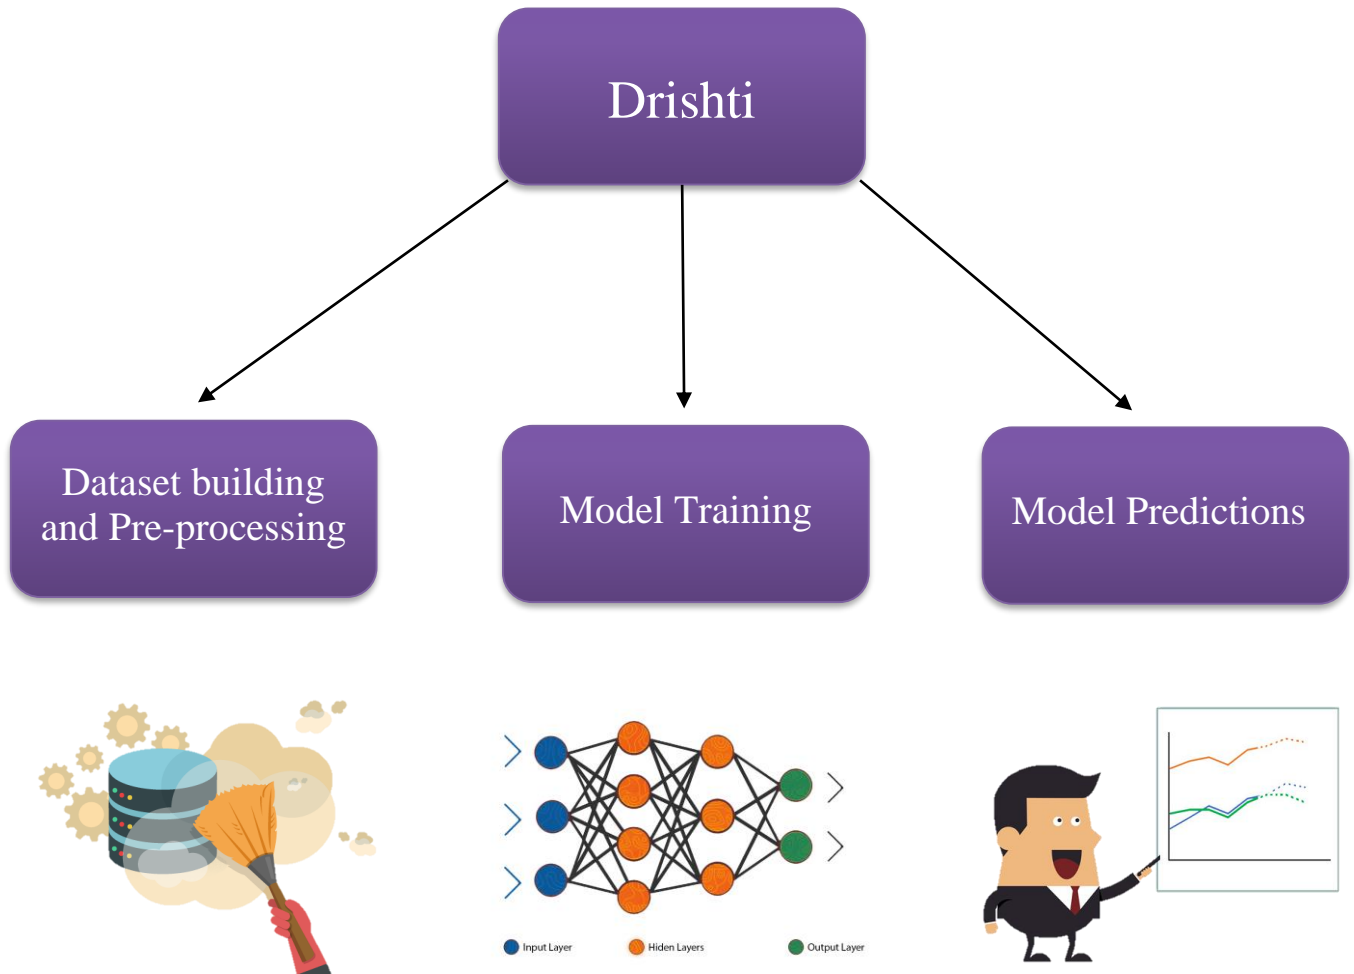 Drishti
Dataset building
and Pre-processing
Model Training
Model Predictions
Input Layer
Hiden Layers
Output Layer